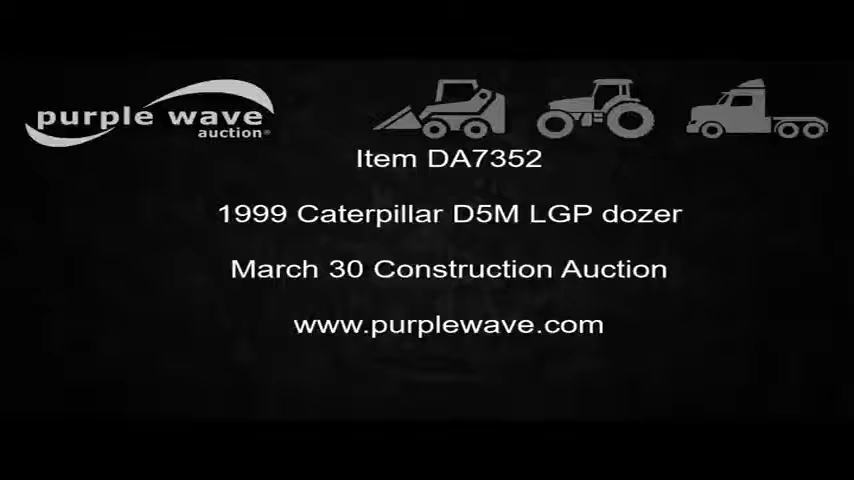 purple wave
auction®
Item DA7352
1999 Caterpillar D5M LGP dozer
March 30 Construction Auction
www.purplewave.com